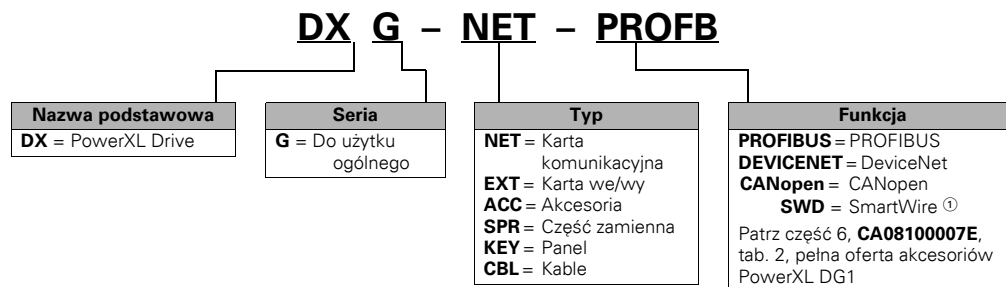 DX G – NET – PROFB
Nazwa podstawowa
DX = PowerXL Drive
Seria
G = Do użytku
ogólnego
Typ
NET = Karta
komunikacyjna
EXT = Karta we/wy
ACC = Akcesoria
SPR = Część zamienna
KEY = Panel
CBL = Kable
Funkcja
PROFIBUS = PROFIBUS
DEVICENET = DeviceNet
CANopen = CANopen
SWD = SmartWire ①
Patrz część 6, CA08100007E,
tab. 2, pełna oferta akcesoriów
PowerXL DG1